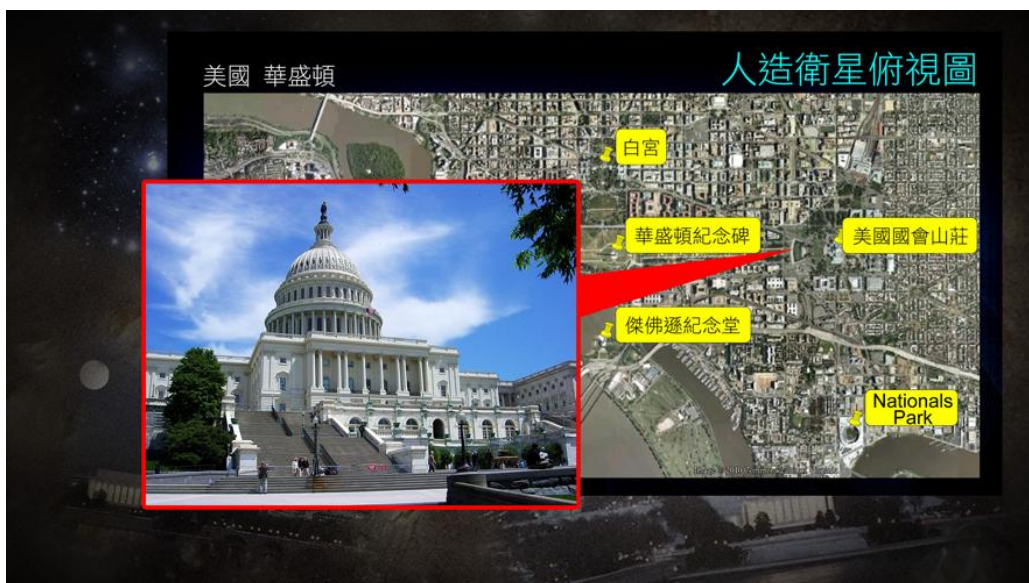 美國 華盛頓
人造衛星俯視圖
白宮
華盛頓紀念碑
美國國會山莊
傑佛遜紀念堂
Nationals
Park